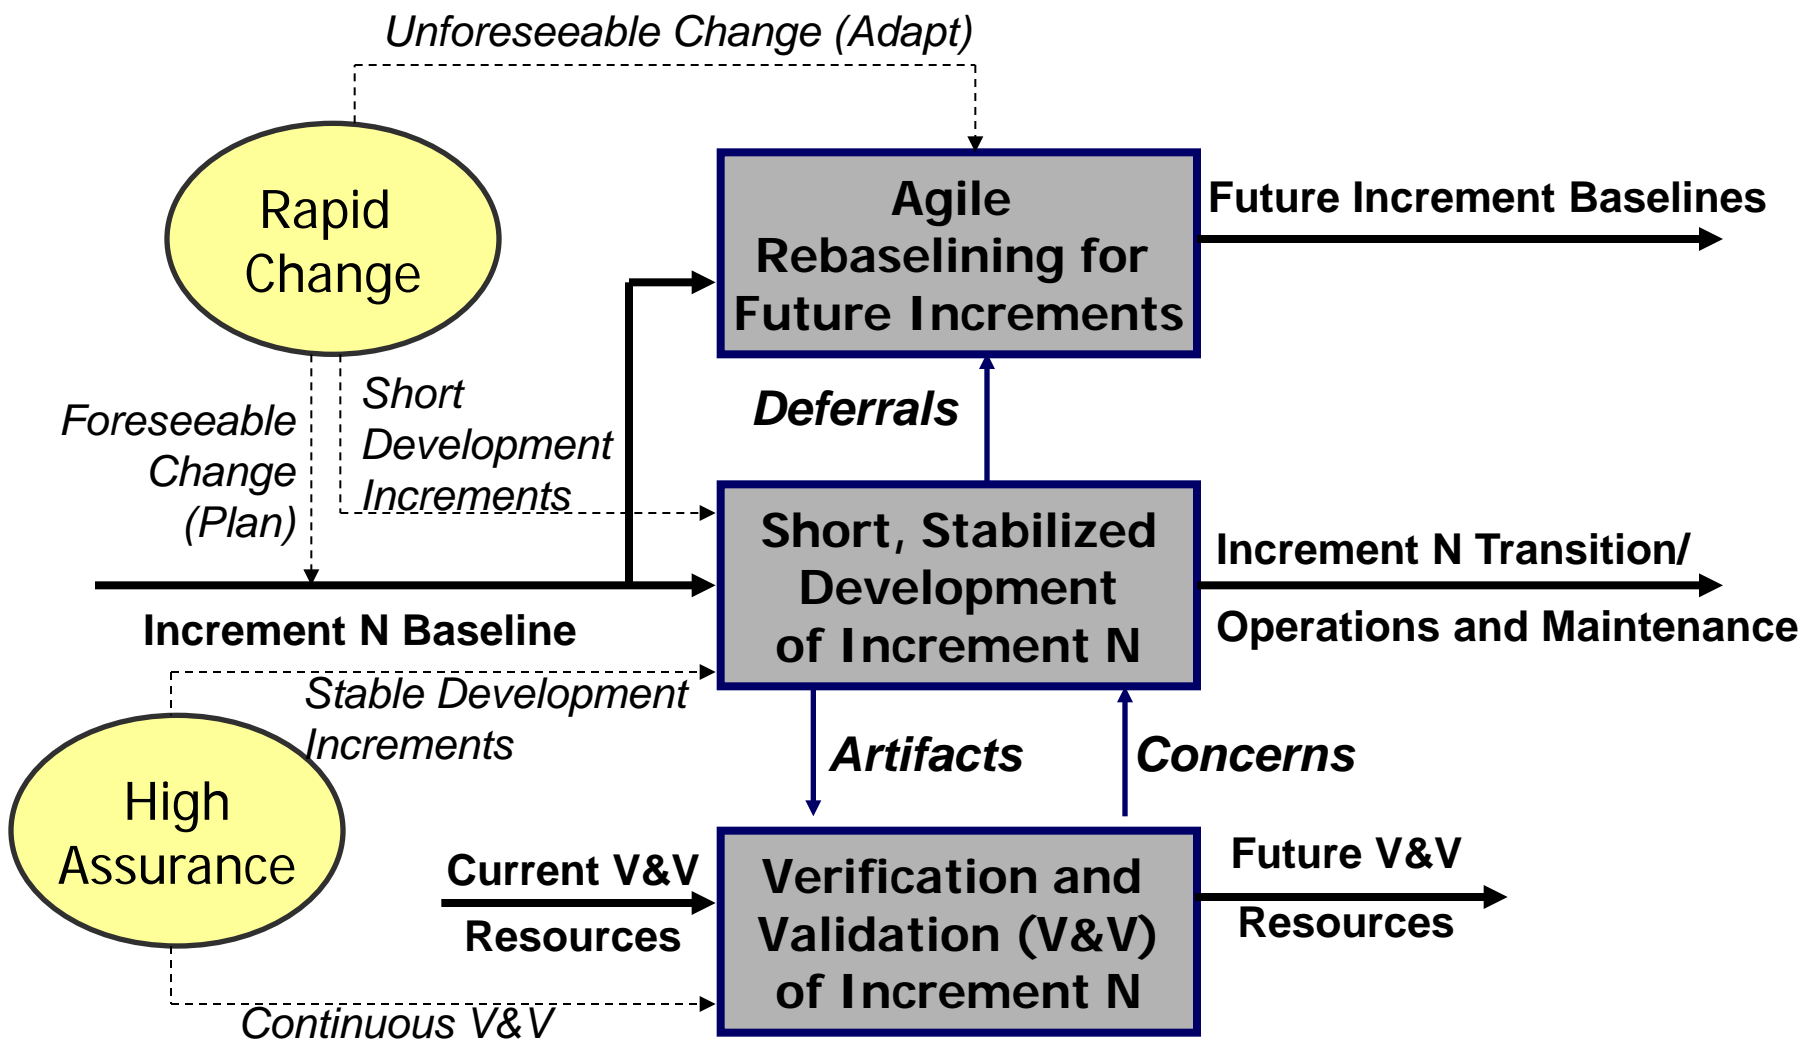 Unforeseeable Change (Adapt)
Rapid
Change
Agile
Rebaselining for
Future Increments
Future Increment Baselines
Foreseeable
Change
(Plan)
Short
Development
Increments
Deferrals
Short, Stabilized
Development
of Increment N
Increment N Transition/
Operations and Maintenance
Increment N Baseline
Stable Development
Increments
Artifacts
Concerns
High
Assurance
Current V&V
Resources
Verification and
Validation (V&V)
of Increment N
Future V&V
Resources
Continuous V&V